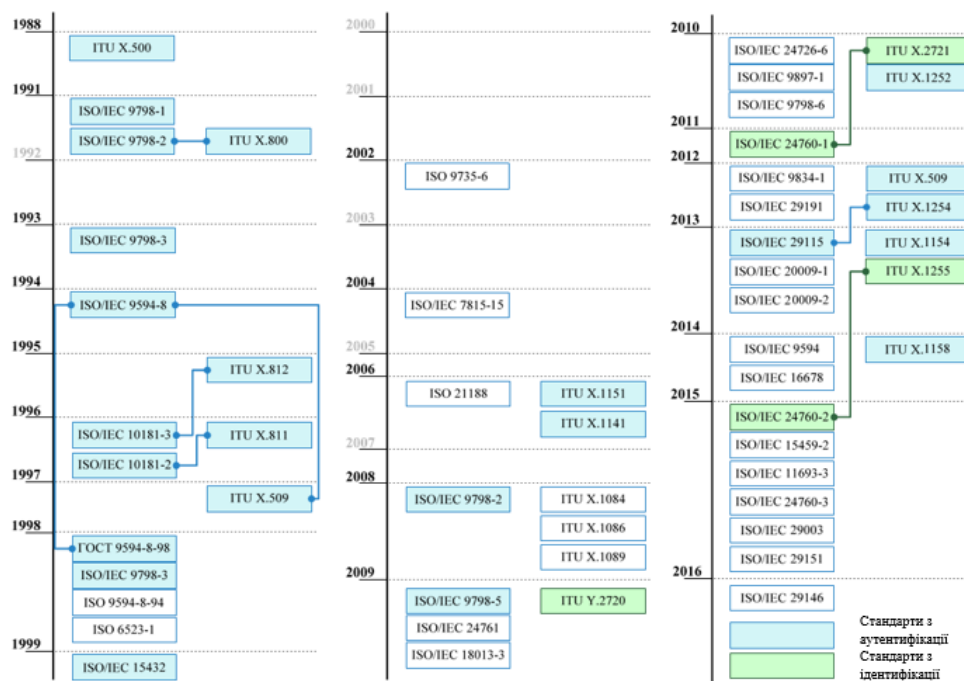 1988
ITU X.500
1991
ISO/IEC 9798-1
ISO/IEC 9798-2
ITU X.800
1992
1993
ISO/IEC 9798-3
1994
ISO/IEC 9594-8
1995
ITU X.812
1996
ISO/IEC 10181-3
ITU X.811
ISO/IEC 10181-2
1997
ITU X.509
1998
ГОСТ 9594-8-98
ISO/IEC 9798-3
ISO 9594-8-94
ISO 6523-1
1999
ISO/IEC 15432
2000
2001
2002
ISO 9735-6
2003
2004
ISO/IEC 7815-15
2005
2006
ISO 21188
ITU X.1151
ITU X.1141
2007
2008
ISO/IEC 9798-2
ITU X.1084
ITU X.1086
ITU X.1089
2009
ISO/IEC 9798-5
ITU Y.2720
ISO/IEC 24761
ISO/IEC 18013-3
2010
ISO/IEC 24726-6
ITU X.2721
ISO/IEC 9897-1
ITU X.1252
ISO/IEC 9798-6
2011
ISO/IEC 24760-1
2012
ISO/IEC 9834-1
ITU X.509
ISO/IEC 29191
ITU X.1254
2013
ISO/IEC 29115
ITU X.1154
ISO/IEC 20009-1
ITU X.1255
ISO/IEC 20009-2
2014
ISO/IEC 9594
ITU X.1158
ISO/IEC 16678
2015
ISO/IEC 24760-2
ISO/IEC 15459-2
ISO/IEC 11693-3
ISO/IEC 24760-3
ISO/IEC 29003
ISO/IEC 29151
2016
ISO/IEC 29146
Стандарти з
аутентифікації
Стандарти з
ідентифікації